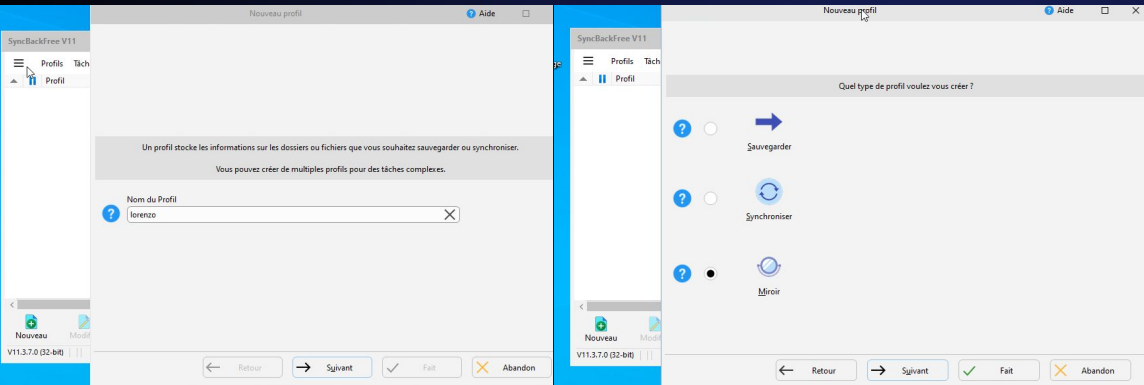 Nouveau profil
Aide
SyncBackFree V11
Profils Tâch
Profil
Un profil stocke les informations sur les dossiers ou fichiers que vous souhaitez sauvegarder ou synchroniser.
Vous pouvez créer de multiples profils pour des tâches complexes.
Nom du Profil
lorenzo
Nouveau
Modifi
V11.3.7.0 (32-bit)
Retour
Suivant
Fait
Abandon
Nouveau profil
Aide
SyncBackFree V11
Profils Tâch
Profil
Quel type de profil voulez vous créer ?
Sauvegarder
Synchroniser
Miroir
Nouveau
Modifi
V11.3.7.0 (32-bit)
Retour
Suivant
Fait
Abandon